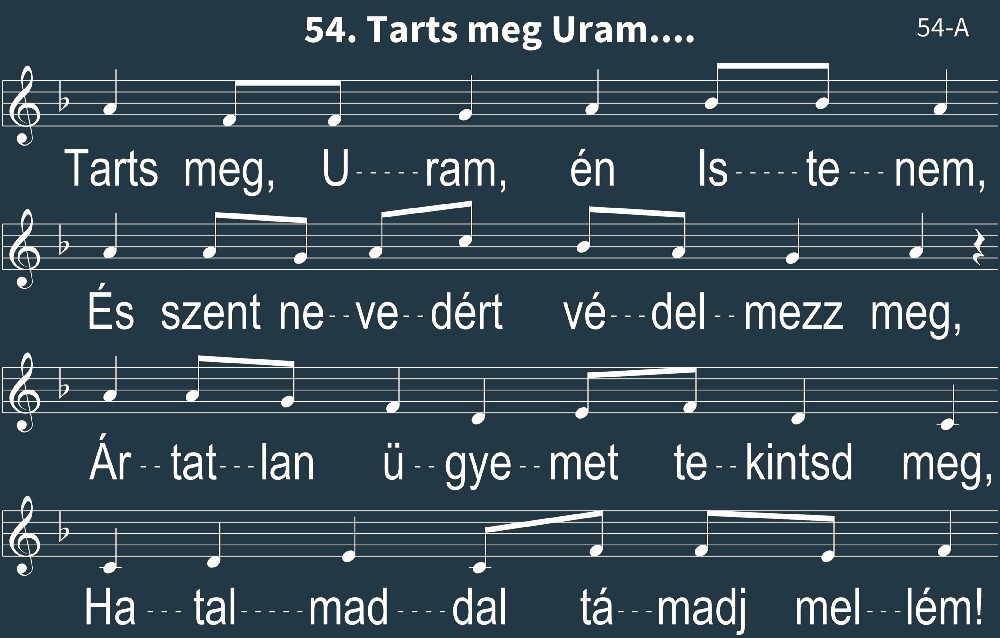 54. Tarts meg Uram....
54-A
Tarts meg, U-----ram, én Is-----te---nem,
És szent ne--ve--dért vé---del--mezz meg,
Ár--tat---lan ü--gye--met te--kintsd meg,
Ha---tal-----mad----dal tá---madj mel---lém!